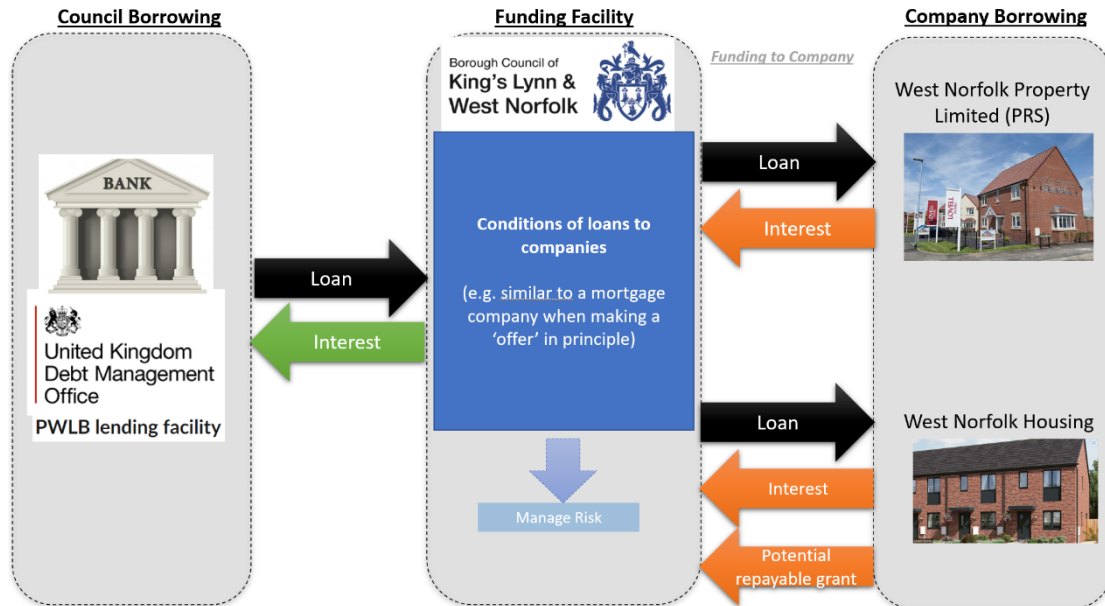 Council Borrowing
BANK
Loan
Interest
United Kingdom
Debt Management
Office
PWLB lending facility
Funding Facility
Borough Council of
King's Lynn &
West Norfolk
Conditions of loans to
companies
(e.g. similar to a mortgage
company when making a
'offer' in principle)
Manage Risk
Funding to Company
Loan
Interest
Loan
Interest
Potential
repayable grant
Company Borrowing
West Norfolk Property
Limited (PRS)
LOVELL
West Norfolk Housing